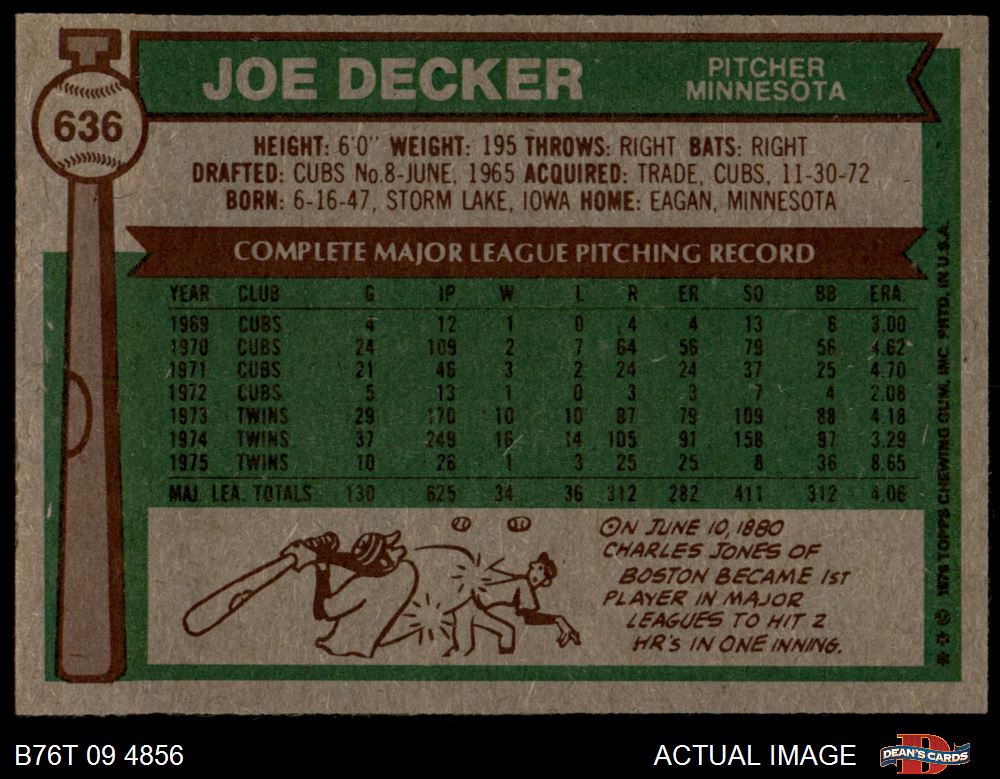 636
JOE DECKER
PITCHER
MINNESOTA
HEIGHT: 6'0" WEIGHT: 195 THROWS: RIGHT BATS: RIGHT
DRAFTED: CUBS No.8-JUNE, 1965 ACQUIRED: TRADE, CUBS, 11-30-72
BORN: 6-16-47, STORM LAKE, IOWA HOME: EAGAN, MINNESOTA
COMPLETE MAJOR LEAGUE PITCHING RECORD
YEAR CLUB G IP W L R ER SO BB ERA.
1969 CUBS 4 12 1 0 4 4 13 6 3.00
1970 CUBS 24 109 2 7 64 56 79 56 4.62
1971 CUBS 21 46 3 2 24 24 37 25 4.70
1972 CUBS 5 13 1 0 3 3 7 4 2.08
1973 TWINS 29 170 10 10 87 79 109 88 4.18
1974 TWINS 37 249 16 14 105 91 158 97 3.29
1975 TWINS 10 26 1 3 25 25 8 36 8.65
MAJ. LEA. TOTALS 130 625 34 36 312 282 411 312 4.06
ON JUNE 10, 1880
CHARLES JONES OF
BOSTON BECAME 1ST
PLAYER IN MAJOR
LEAGUES TO HIT 2
HR's IN ONE INNING.
© 1976 TOPPS CHEWING GUM, INC. PRTD. IN U.S.A.
B76T 09 4856
ACTUAL IMAGE
D
DEAN'S CARDS